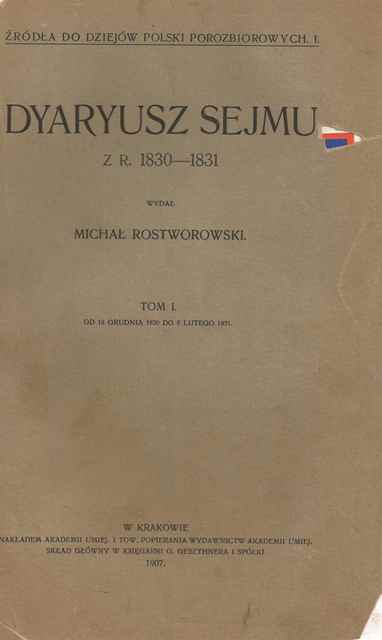 ŹRÓDŁA DO DZIEJÓW POLSKI POROZBIOROWYCH. I.
DYARYUSZ SEJMU
Z R. 1830—1831
WYDAŁ
MICHAŁ ROSTWOROWSKI.
TOM I.
OD 18 GRUDNIA 1830 DO 8 LUTEGO 1831.
W KRAKOWIE
NAKŁADEM AKADEMII UMIEJ. I TOW. POPIERANIA WYDAWNICTW AKADEMII UMIEJ.
SKŁAD GŁÓWNY W KSIĘGARNI G. GEBETHNERA I SPÓŁKI
1907.